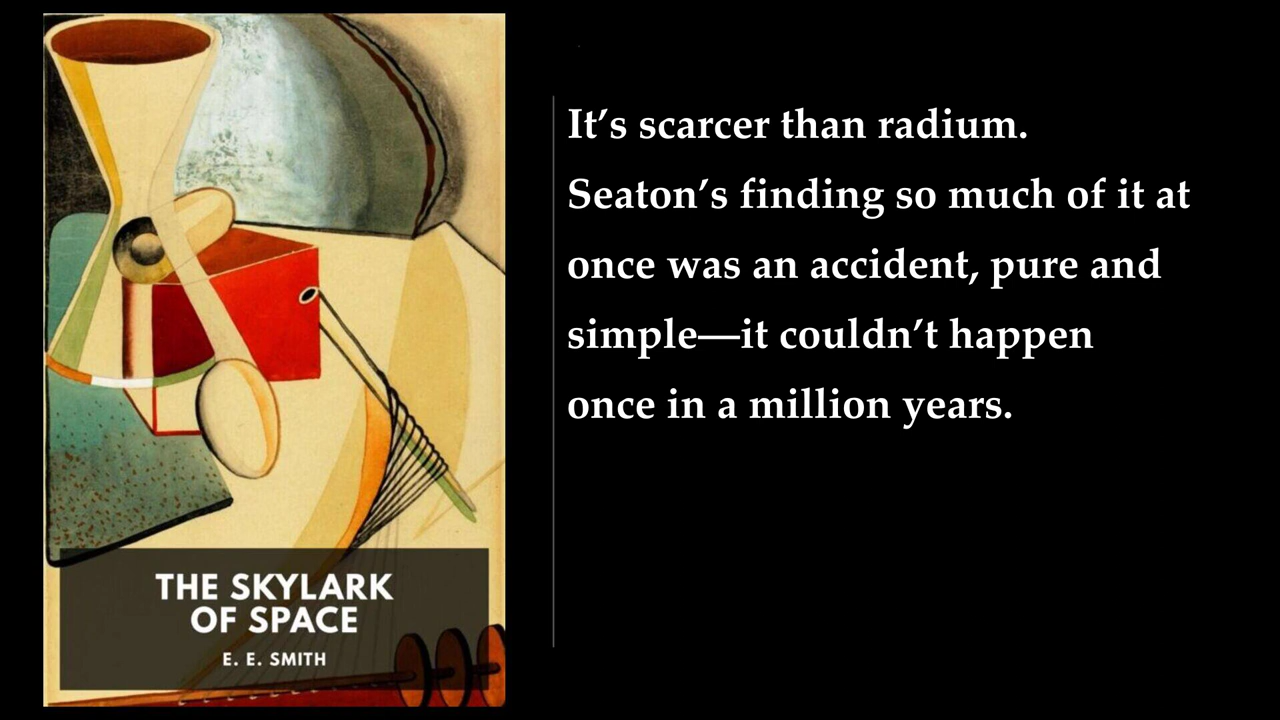 THE SKYLARK
OF SPACE
E. E. SMITH
It’s scarcer than radium.
Seaton’s finding so much of it at
once was an accident, pure and
simple—it couldn’t happen
once in a million years.